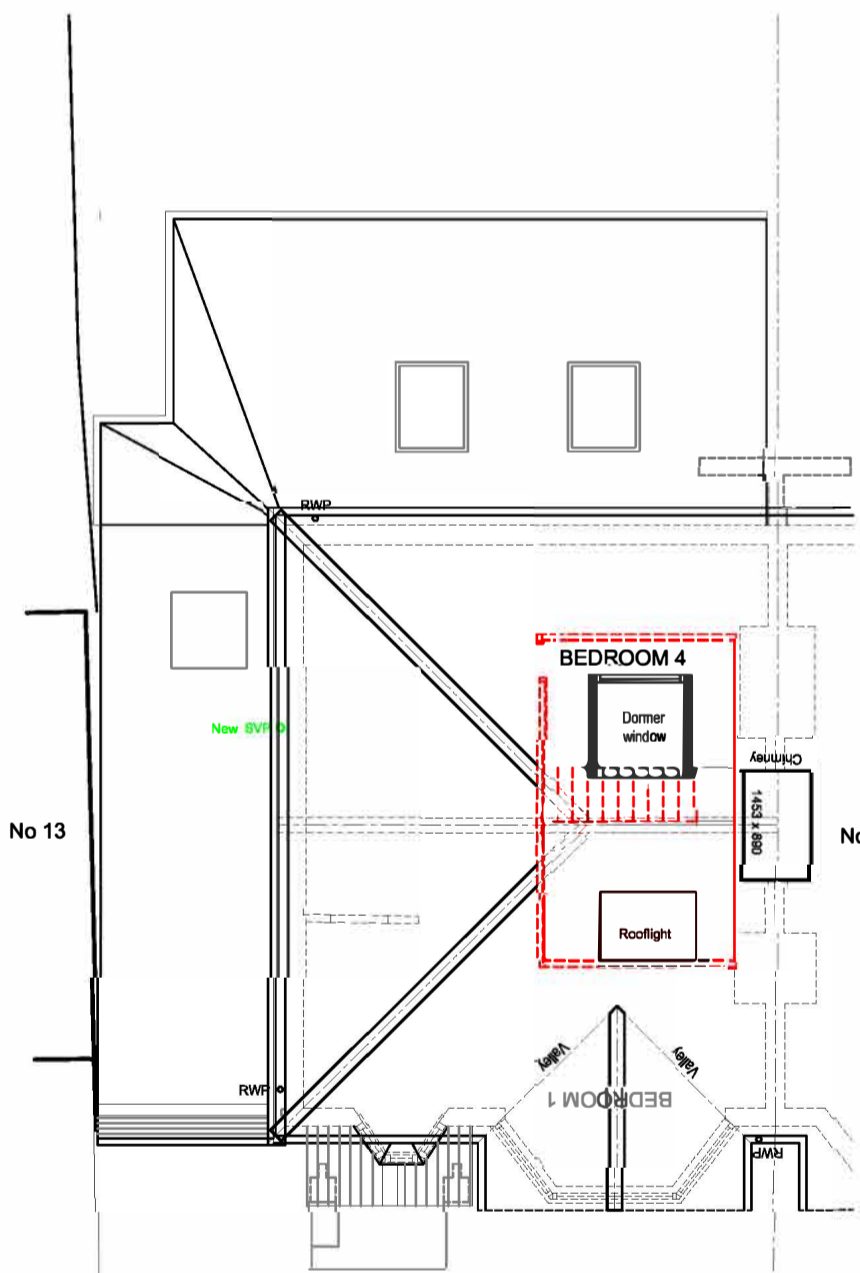 RWP
BEDROOM 4
Dormer
window
New SVP
Chimney
1453 x 890
No 13
No
Rooflight
Valley
Valley
RWP
BEDROOM 1
RWP